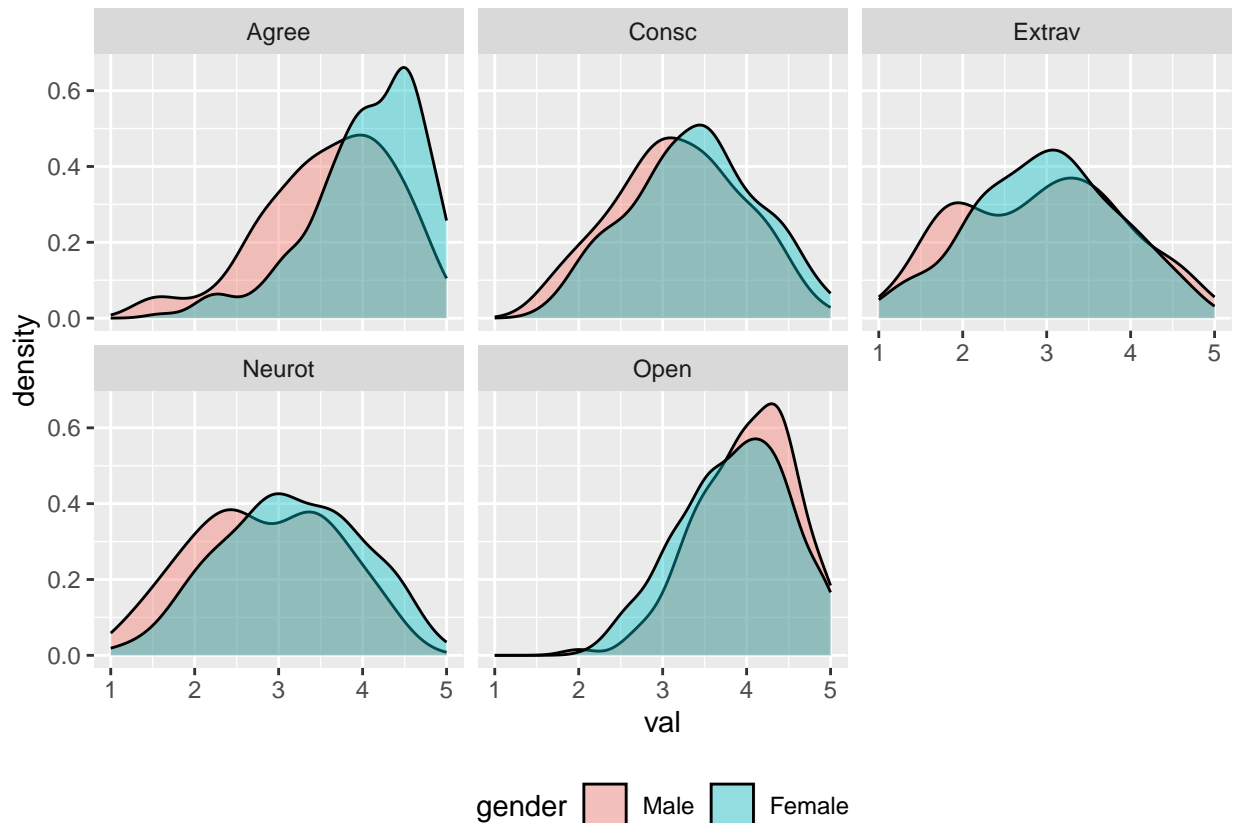 Agree
Consc
Extrav
0.6
0.4
0.2
0.0
1 2 3 4 5
Neurot
Open
0.6
0.4
0.2
0.0
1 2 3 4 5
1 2 3 4 5
density
val
gender Male Female